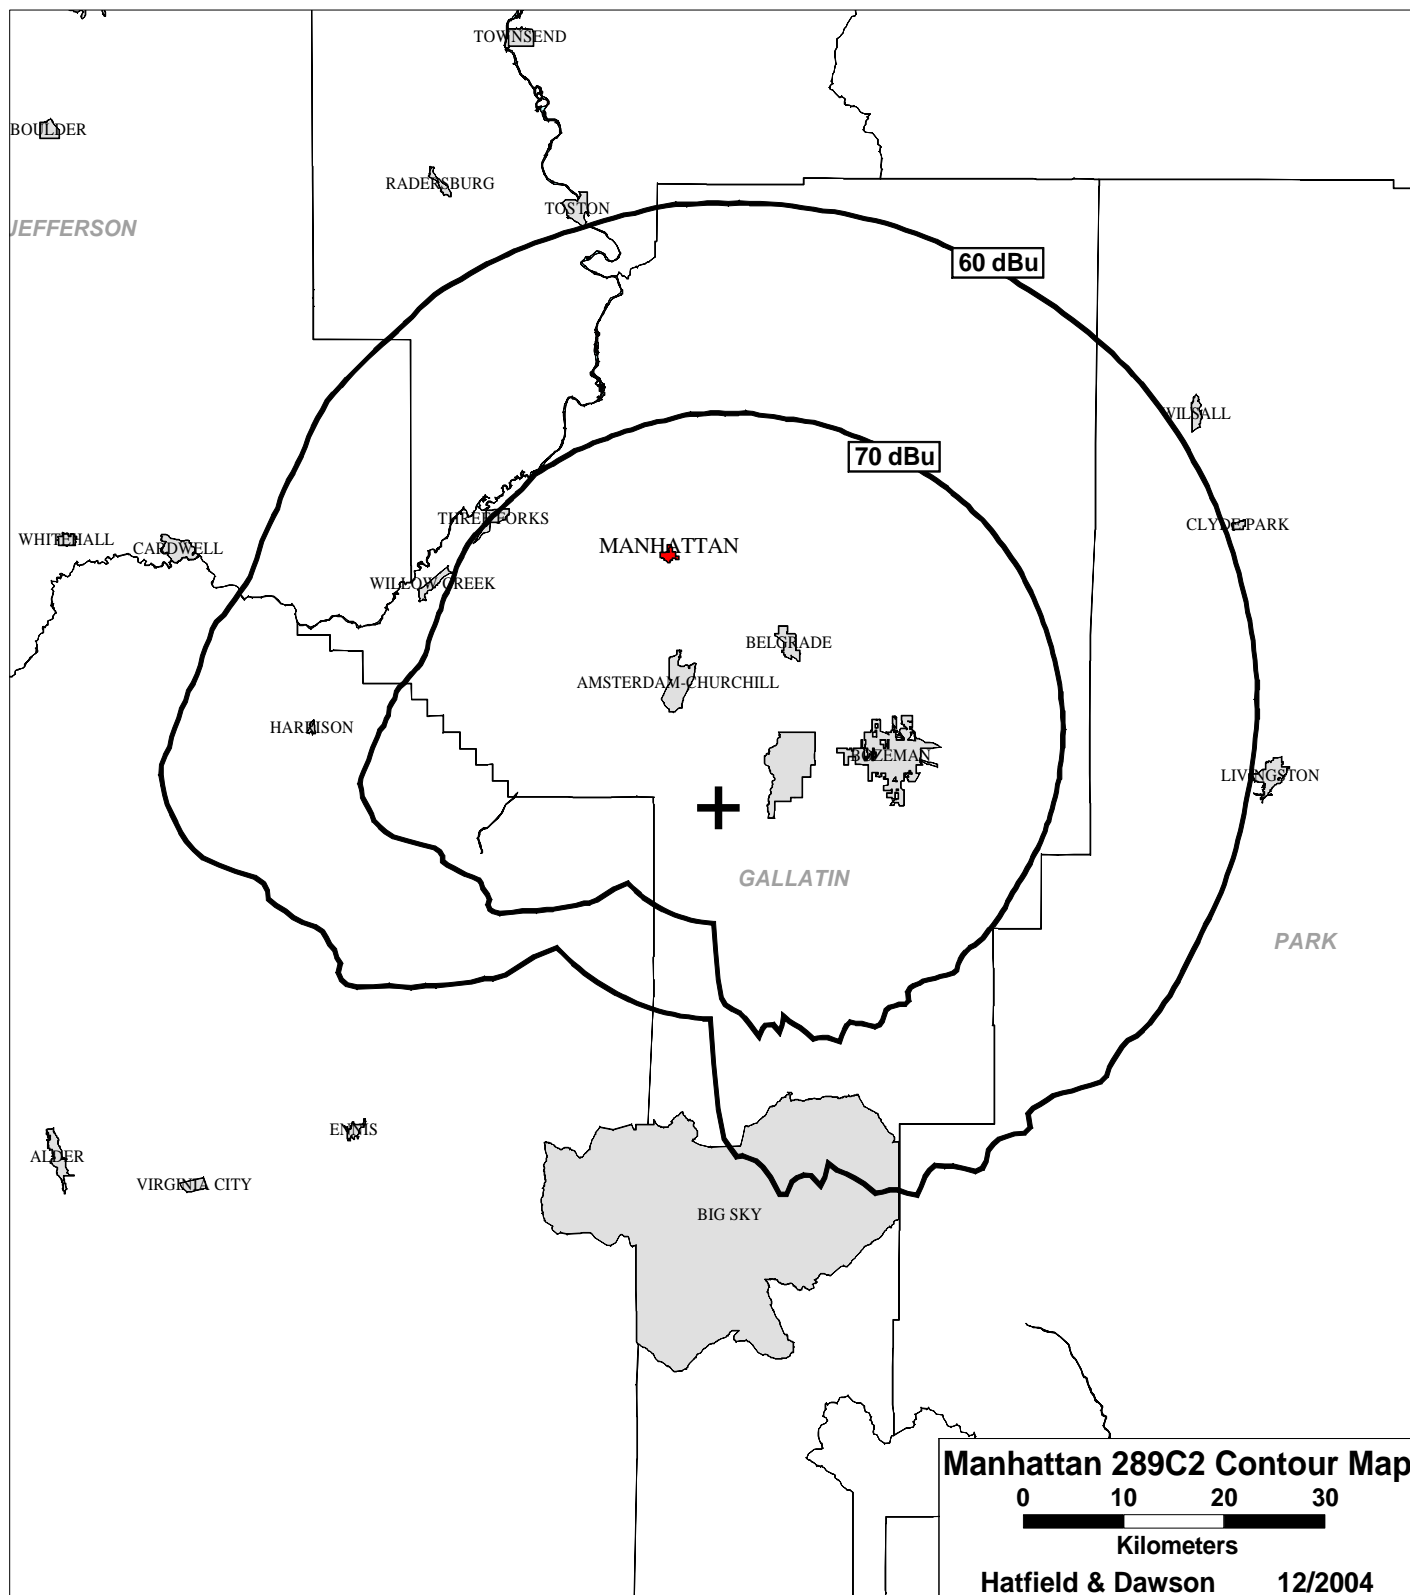 TOWNSEND
BOULDER
RADERSBURG
TOSTON
JEFFERSON
60 dBu
WILSALL
70 dBu
THREE FORKS
CLYDE PARK
WHITEHALL
CARDWELL
MANHATTAN
WILLOW CREEK
BELGRADE
AMSTERDAM-CHURCHILL
HARRISON
BOZEMAN
LIVINGSTON
GALLATIN
PARK
ENNIS
ALDER
VIRGINIA CITY
BIG SKY
Manhattan 289C2 Contour Map
0 10 20 30
Kilometers
Hatfield & Dawson 12/2004